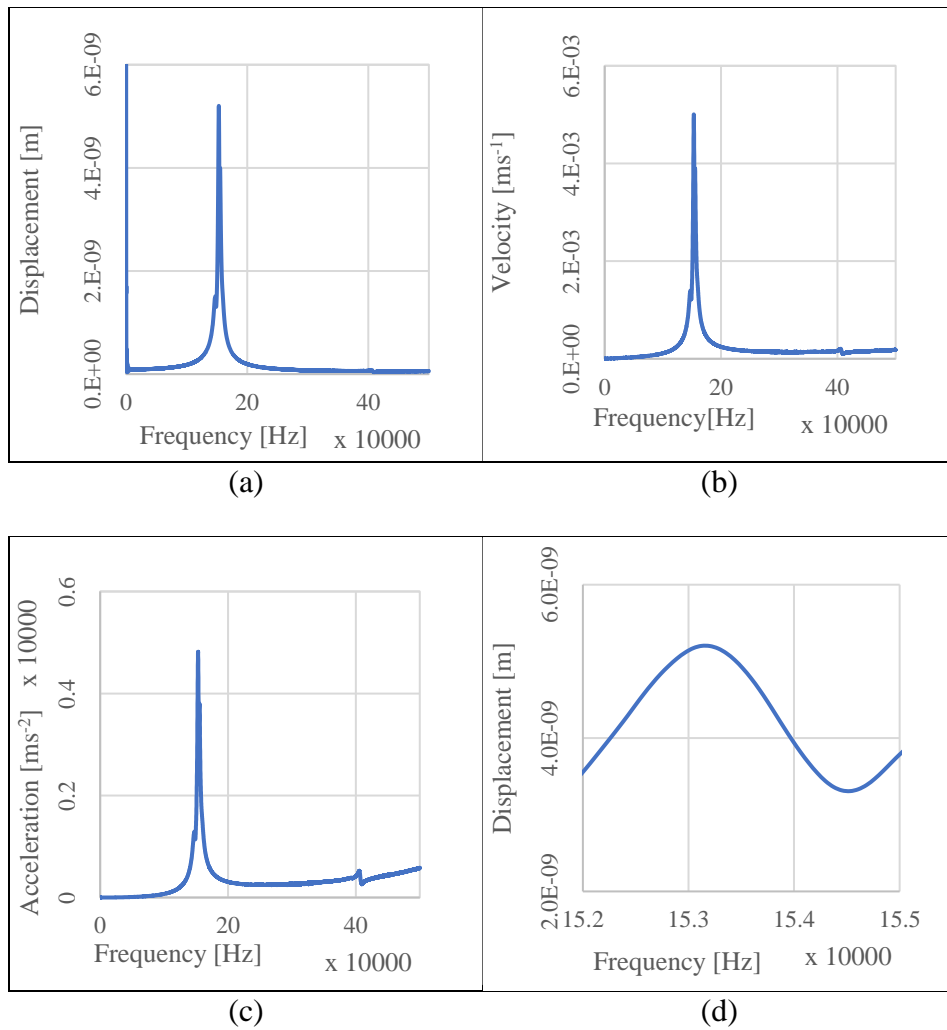 6.E-09
4.E-09
2.E-09
0.E+00
Displacement [m]
0 20 40
Frequency [Hz] x 10000
(a)
6.E-03
4.E-03
2.E-03
0.E+00
Velocity [ms-1]
0 20 40
Frequency[Hz] x 10000
(b)
0.6
0.4
0.2
0
Acceleration [ms-2] x 10000
0 20 40
Frequency [Hz] x 10000
(c)
6.0E-09
4.0E-09
2.0E-09
Displacement [m]
15.2 15.3 15.4 15.5
Frequency [Hz] x 10000
(d)